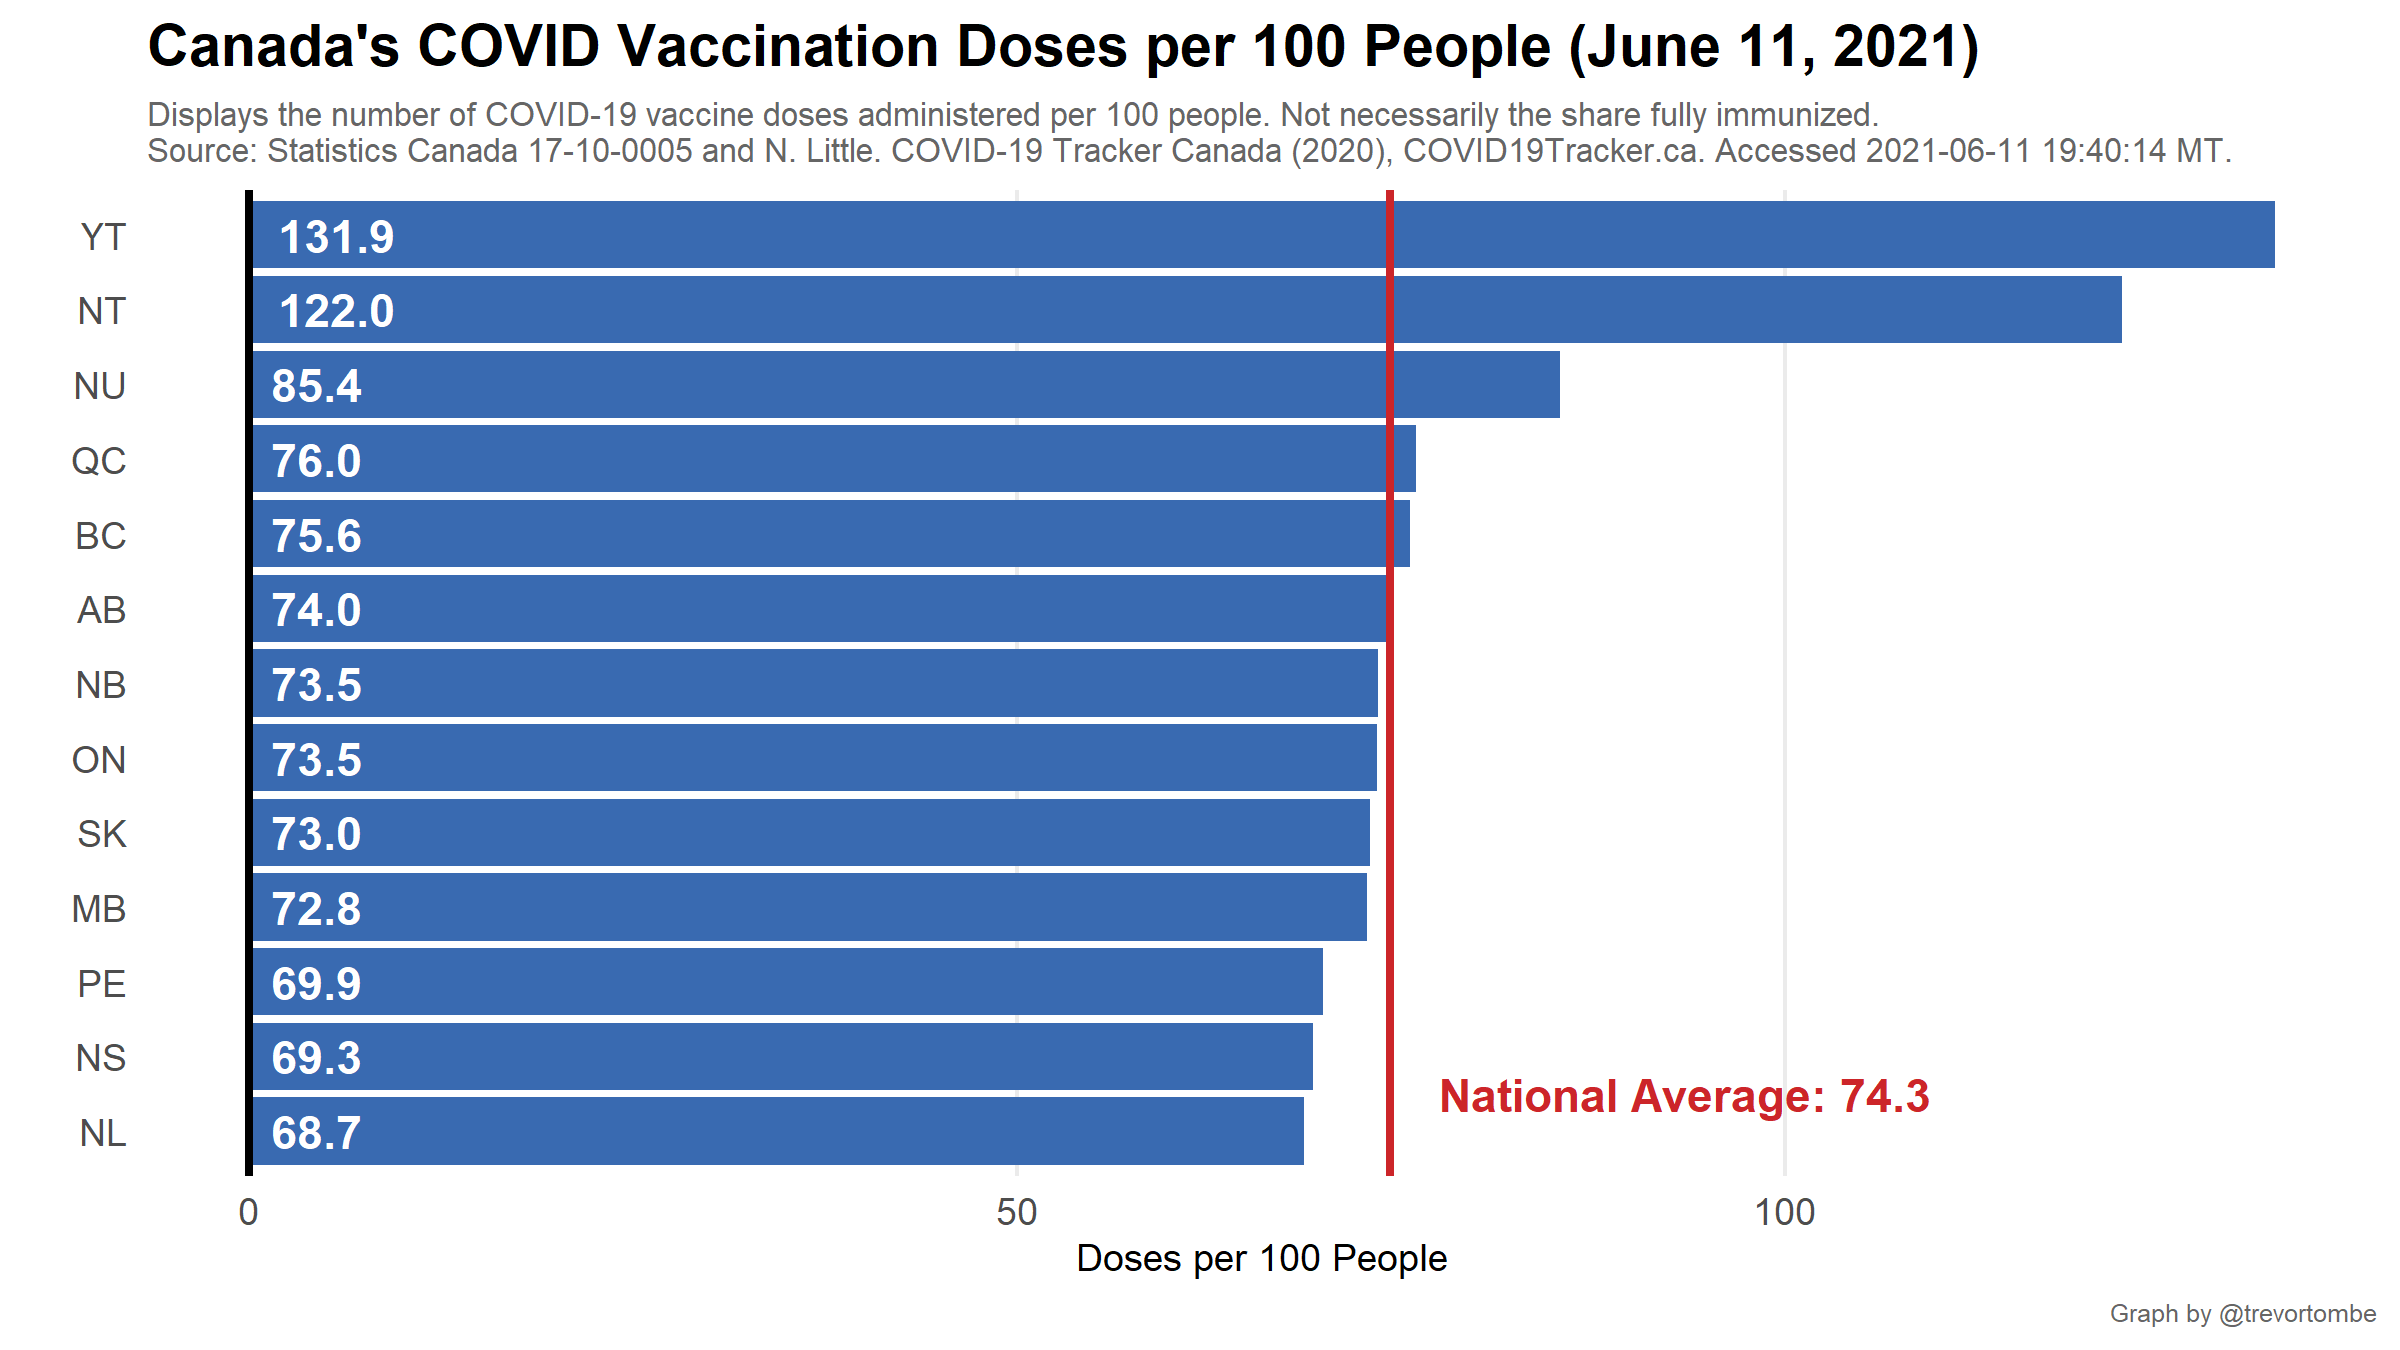 Canada's COVID Vaccination Doses per 100 People (June 11, 2021)
Displays the number of COVID-19 vaccine doses administered per 100 people. Not necessarily the share fully immunized.
Source: Statistics Canada 17-10-0005 and N. Little. COVID-19 Tracker Canada (2020), COVID19Tracker.ca. Accessed 2021-06-11 19:40:14 MT.
YT 131.9
NT 122.0
NU 85.4
QC 76.0
BC 75.6
AB 74.0
NB 73.5
ON 73.5
SK 73.0
MB 72.8
PE 69.9
NS 69.3
National Average: 74.3
NL 68.7
0 50 100
Doses per 100 People
Graph by @trevortombe